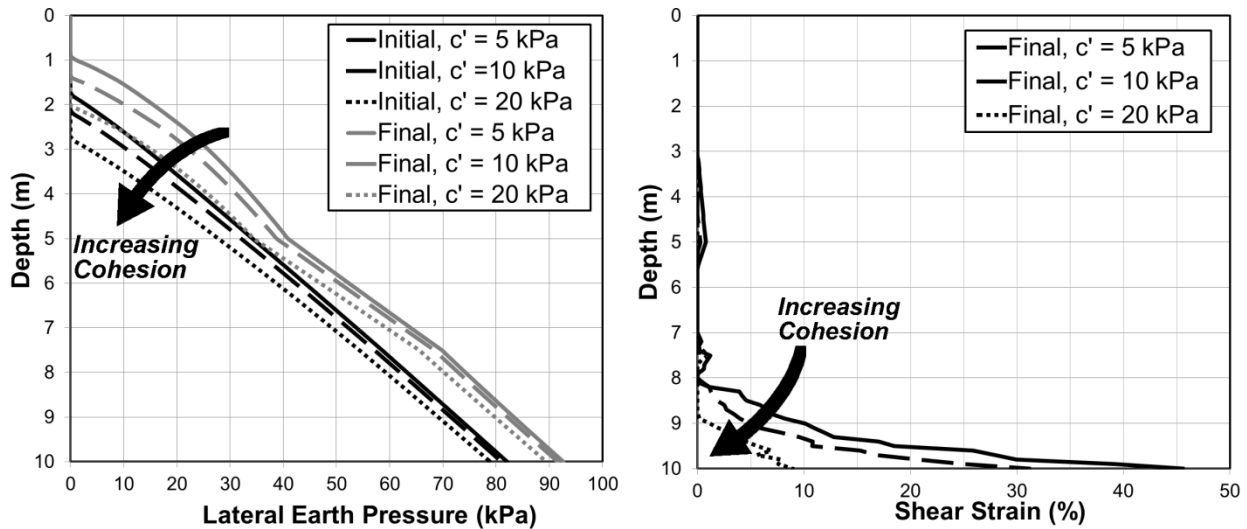 0
1
2
3
4
5
6
7
8
9
10
Depth (m)
Initial, c' = 5 kPa
Initial, c' =10 kPa
Initial, c' = 20 kPa
Final, c' = 5 kPa
Final, c' = 10 kPa
Final, c' = 20 kPa
Increasing
Cohesion
0 10 20 30 40 50 60 70 80 90 100
Lateral Earth Pressure (kPa)
0
1
2
3
4
5
6
7
8
9
10
Depth (m)
Final, c' = 5 kPa
Final, c' = 10 kPa
Final, c' = 20 kPa
Increasing
Cohesion
0 10 20 30 40 50
Shear Strain (%)